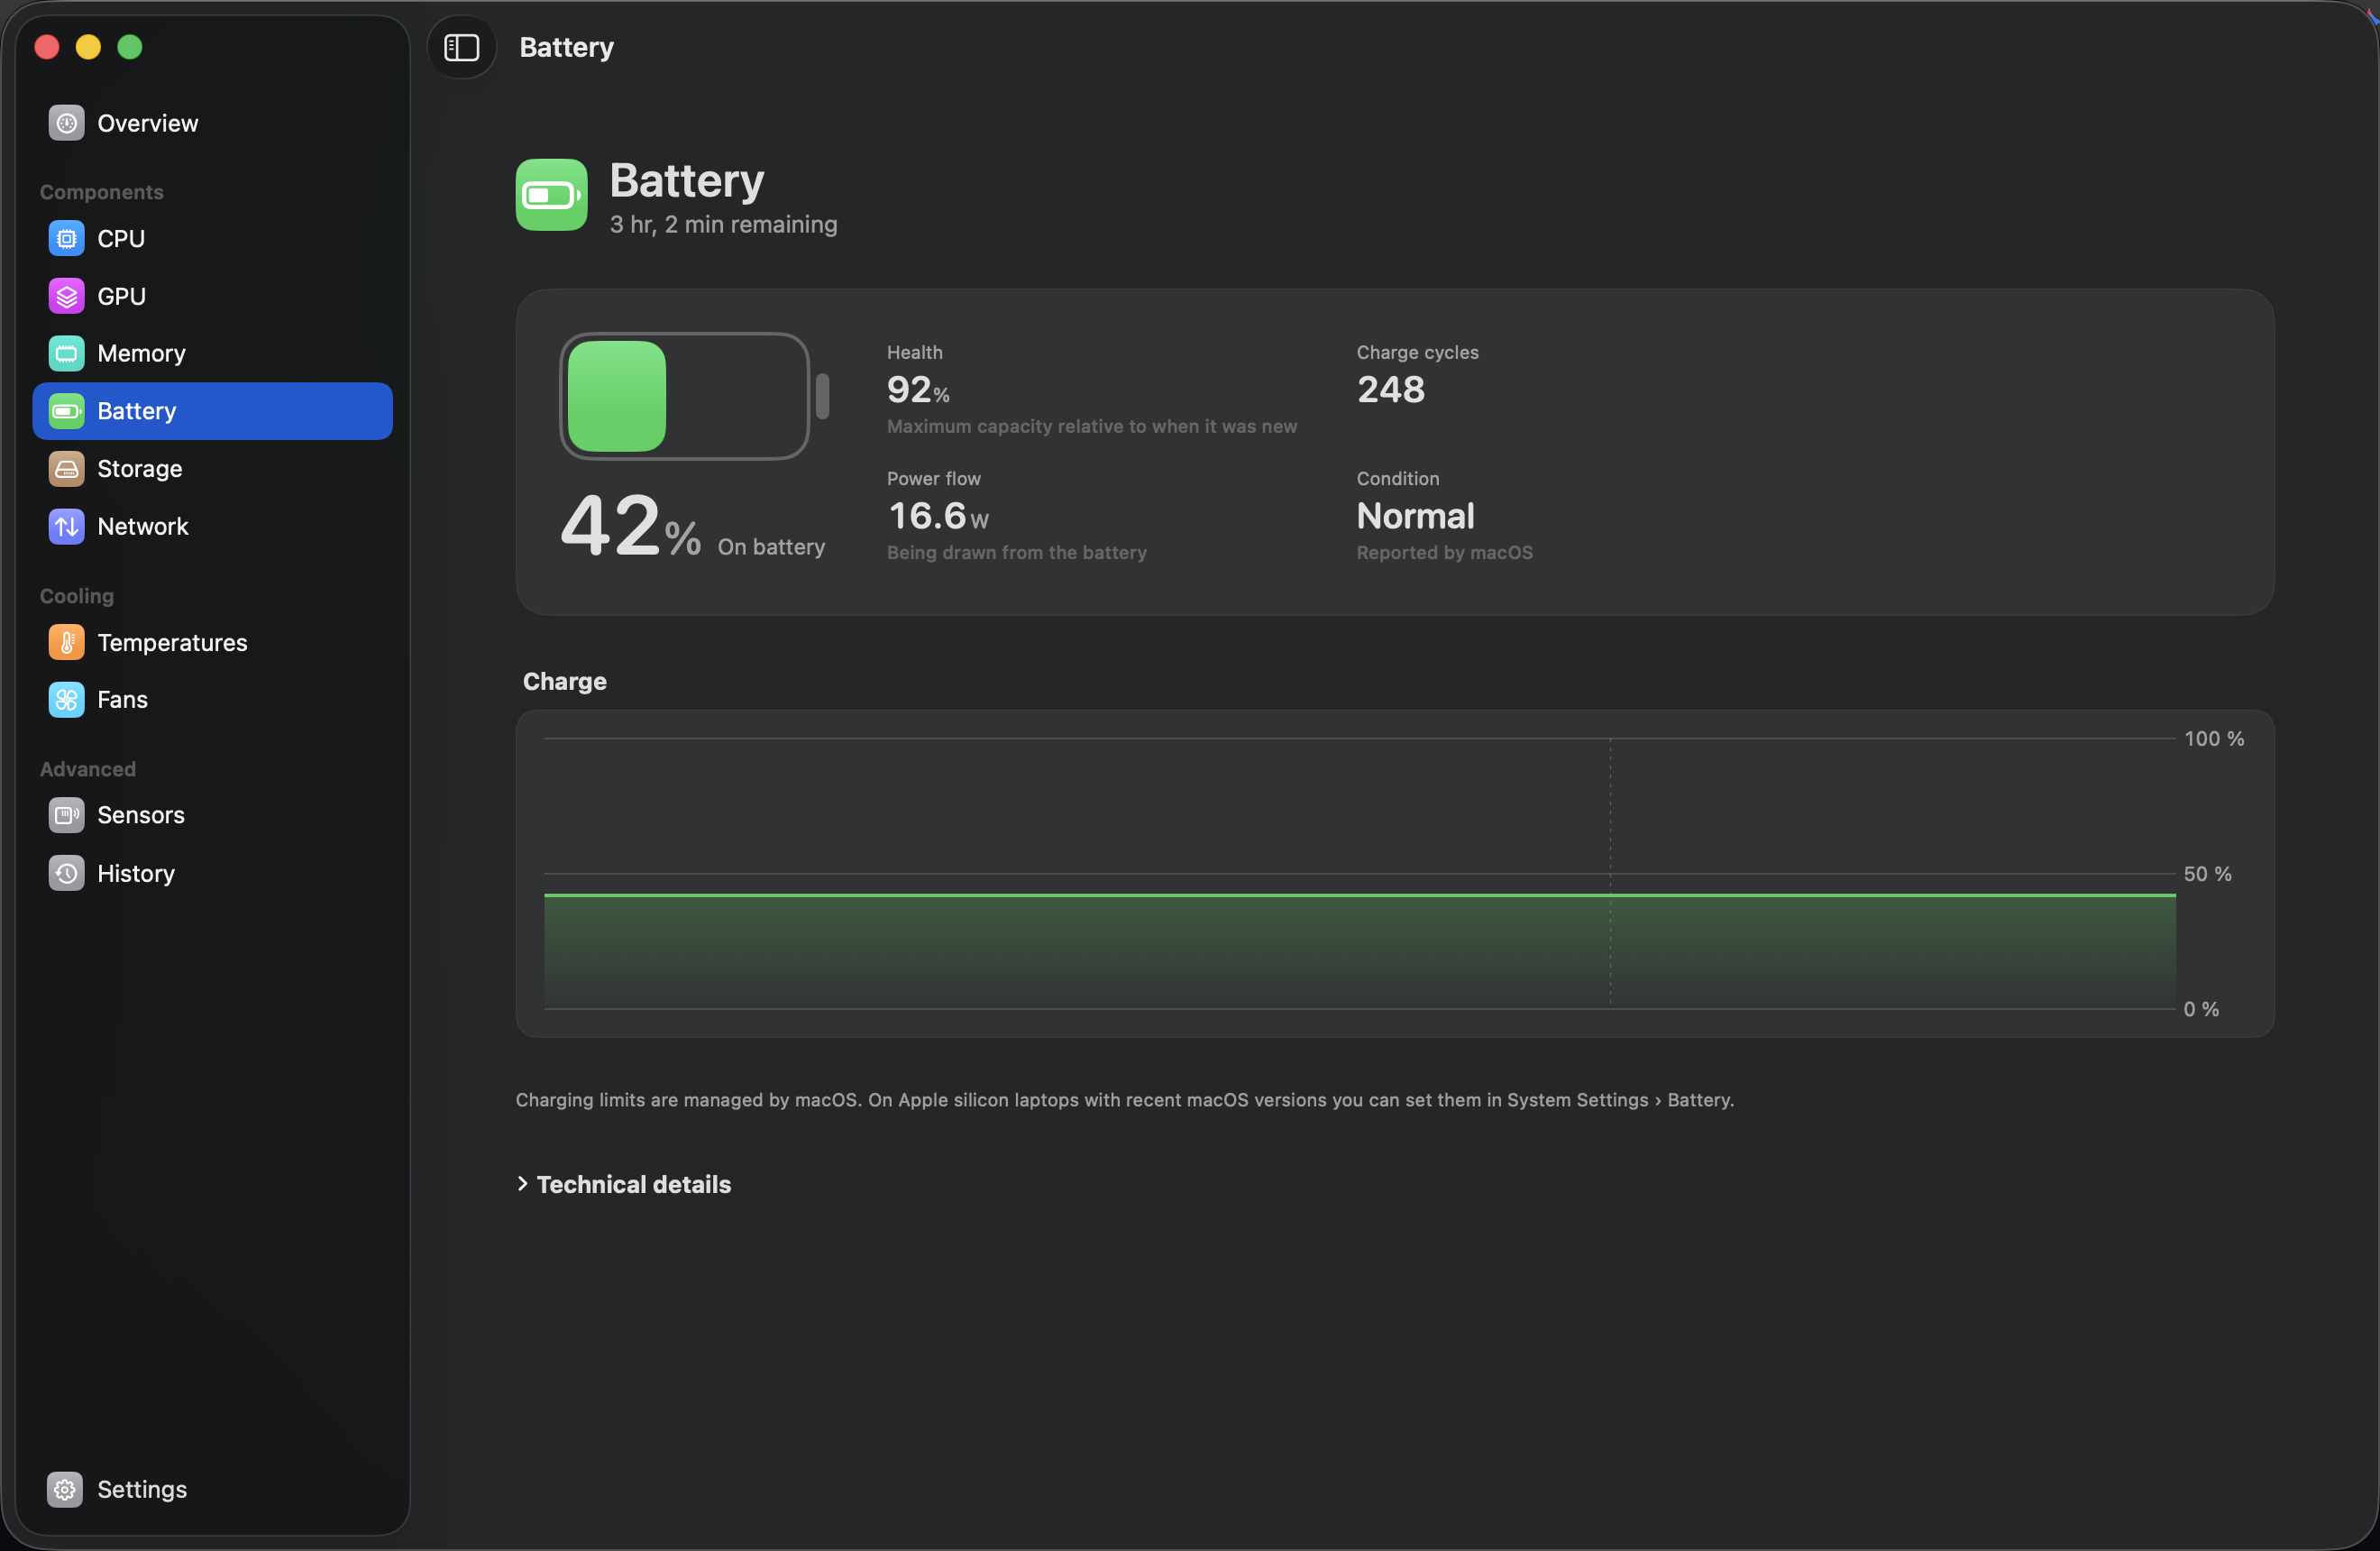 Battery
Overview
Components
CPU
GPU
Memory
Battery
Storage
Network
Cooling
Temperatures
Fans
Advanced
Sensors
History
Settings
Battery
3 hr, 2 min remaining
42% On battery
Health
92%
Maximum capacity relative to when it was new
Charge cycles
248
Power flow
16.6 W
Being drawn from the battery
Condition
Normal
Reported by macOS
Charge
100 %
50 %
0 %
Charging limits are managed by macOS. On Apple silicon laptops with recent macOS versions you can set them in System Settings › Battery.
Technical details